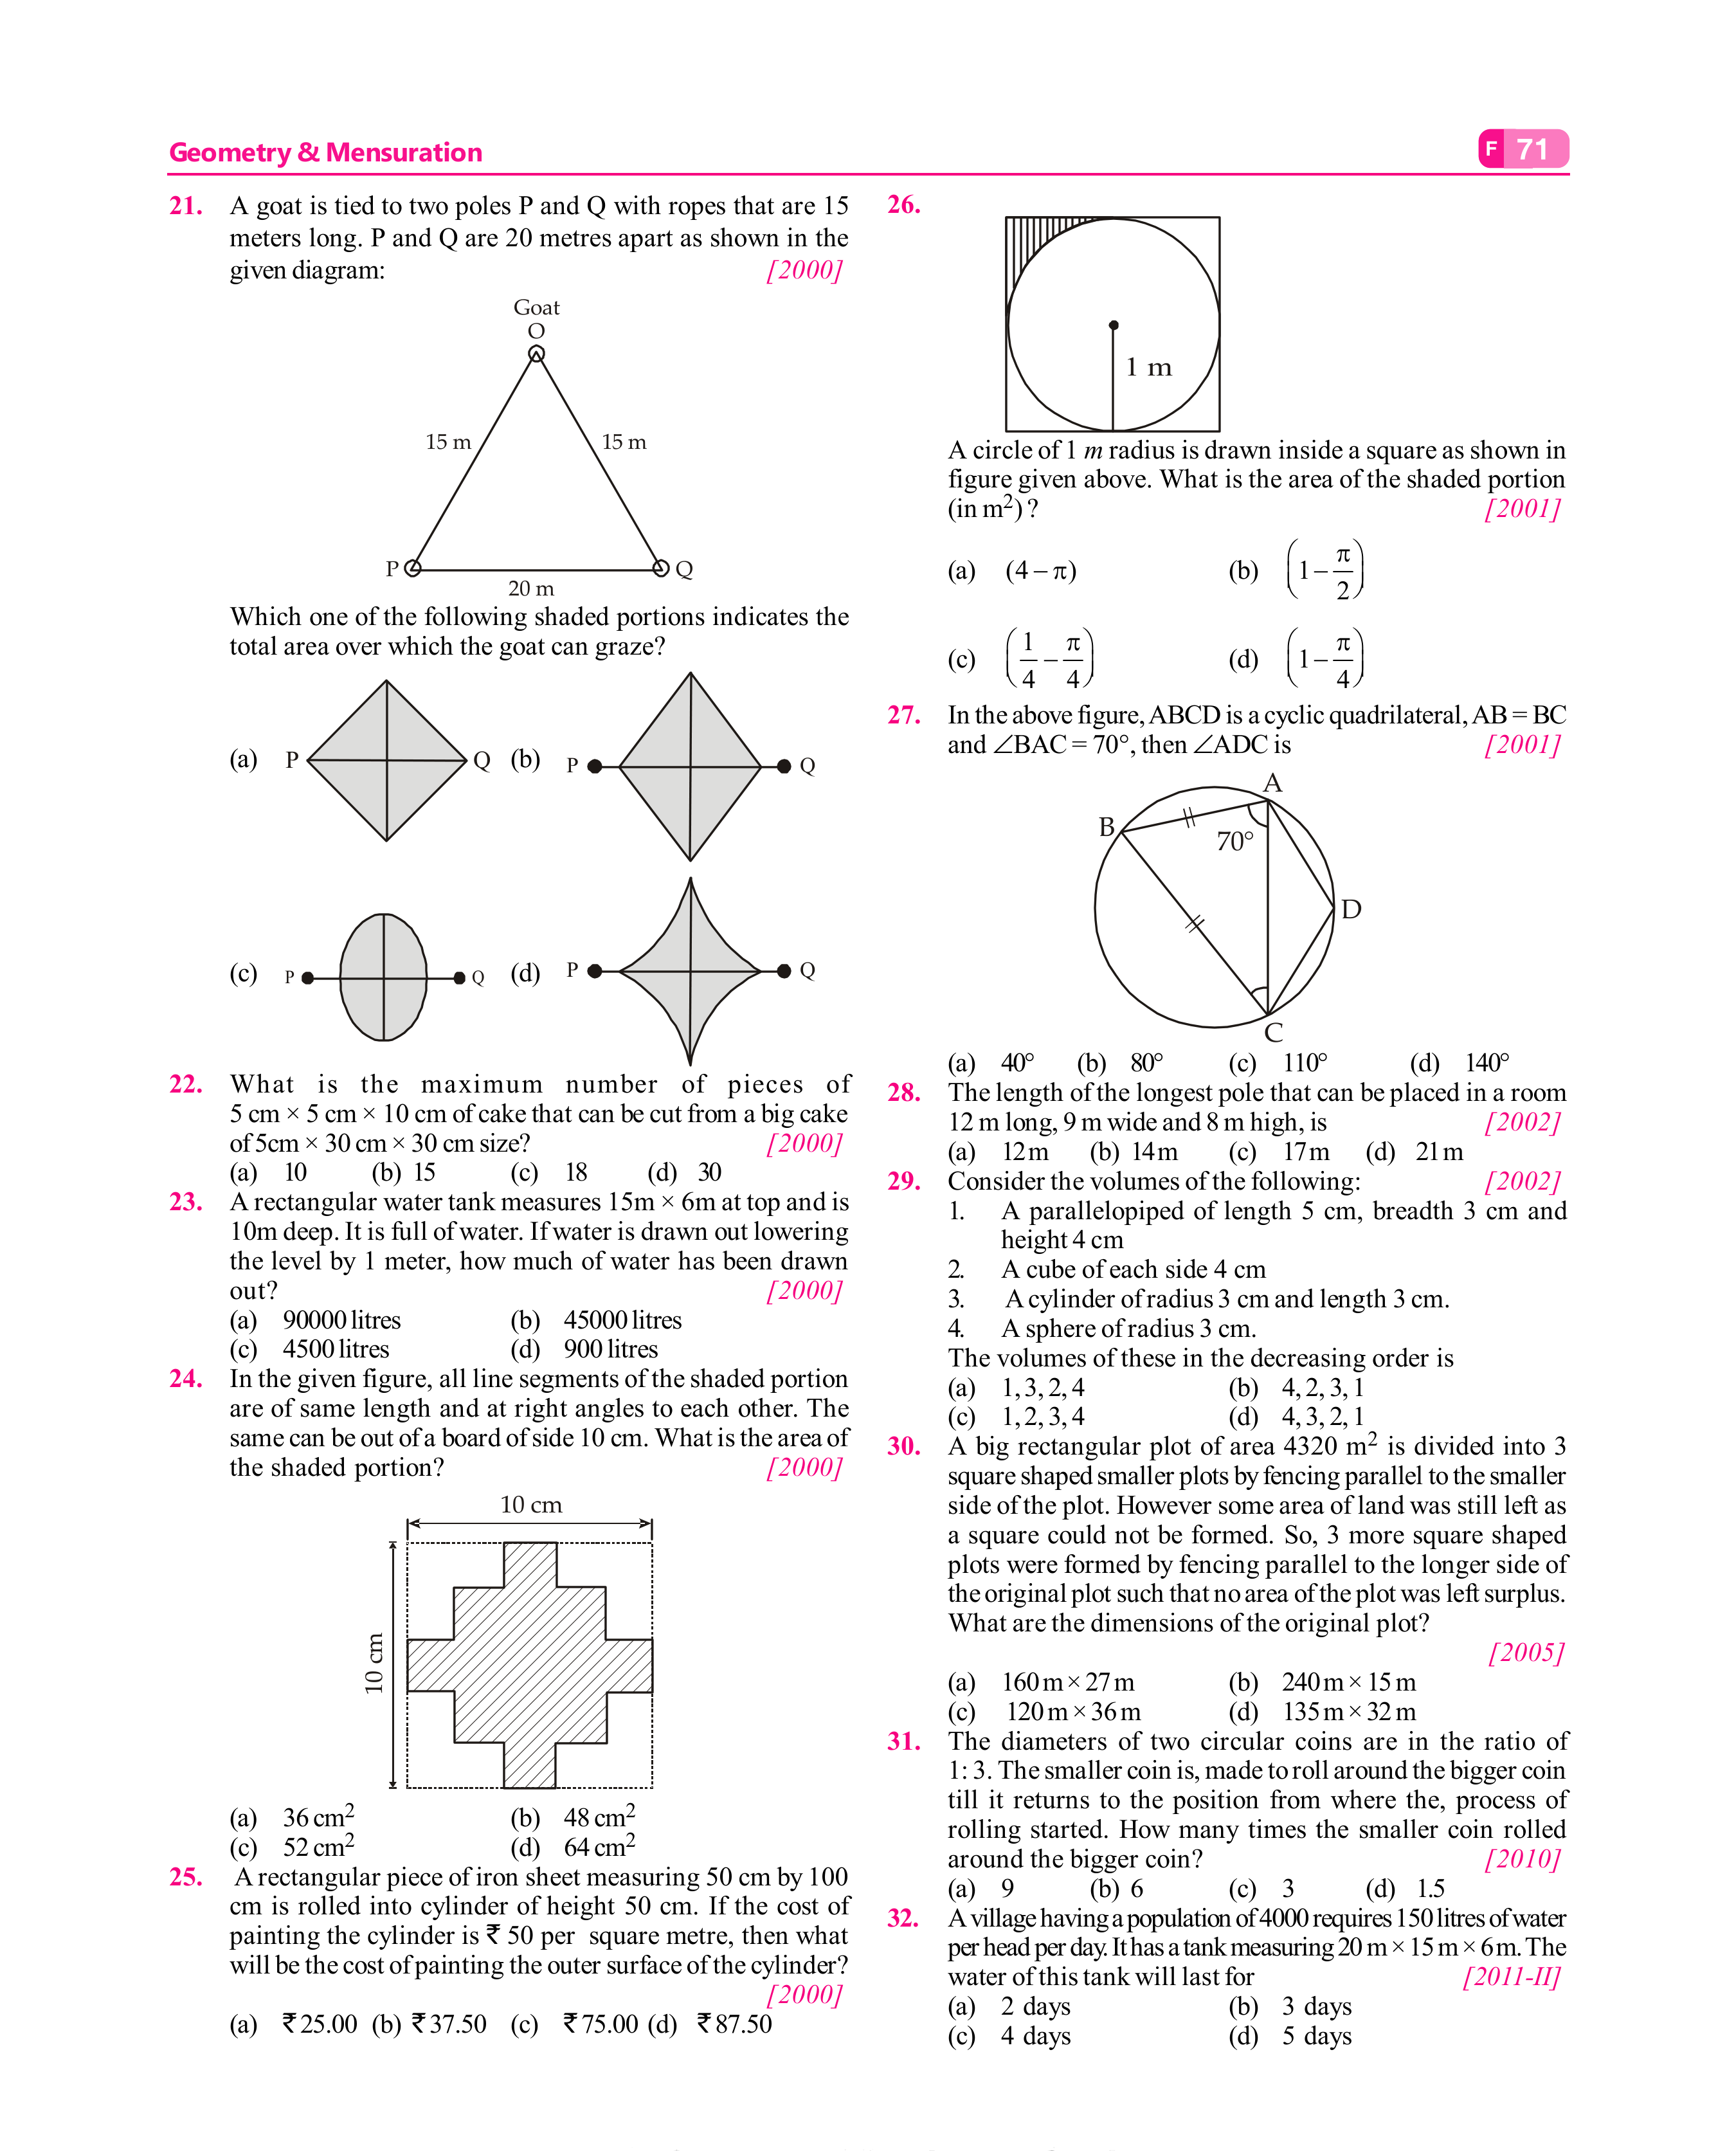 Geometry & Mensuration
F 71
21. A goat is tied to two poles P and Q with ropes that are 15
meters long. P and Q are 20 metres apart as shown in the
given diagram: [2000]
Goat
O
15 m 15 m
P Q
20 m
Which one of the following shaded portions indicates the
total area over which the goat can graze?
(a) P Q (b) P Q
(c) P Q (d) P Q
22. What is the maximum number of pieces of
5 cm × 5 cm × 10 cm of cake that can be cut from a big cake
of 5cm × 30 cm × 30 cm size? [2000]
(a) 10 (b) 15 (c) 18 (d) 30
23. A rectangular water tank measures 15m × 6m at top and is
10m deep. It is full of water. If water is drawn out lowering
the level by 1 meter, how much of water has been drawn
out? [2000]
(a) 90000 litres (b) 45000 litres
(c) 4500 litres (d) 900 litres
24. In the given figure, all line segments of the shaded portion
are of same length and at right angles to each other. The
same can be out of a board of side 10 cm. What is the area of
the shaded portion? [2000]
10 cm
10 cm
(a) 36 cm² (b) 48 cm²
(c) 52 cm² (d) 64 cm²
25. A rectangular piece of iron sheet measuring 50 cm by 100
cm is rolled into cylinder of height 50 cm. If the cost of
painting the cylinder is ₹ 50 per square metre, then what
will be the cost of painting the outer surface of the cylinder?
[2000]
(a) ₹ 25.00 (b) ₹ 37.50 (c) ₹ 75.00 (d) ₹ 87.50
26.
1 m
A circle of 1 m radius is drawn inside a square as shown in
figure given above. What is the area of the shaded portion
(in m²) ? [2001]
(a) (4 – π) (b) (1 – π/2)
(c) (1/4 – π/4) (d) (1 – π/4)
27. In the above figure, ABCD is a cyclic quadrilateral, AB = BC
and ∠BAC = 70°, then ∠ADC is [2001]
A
B
70°
D
C
(a) 40° (b) 80° (c) 110° (d) 140°
28. The length of the longest pole that can be placed in a room
12 m long, 9 m wide and 8 m high, is [2002]
(a) 12 m (b) 14 m (c) 17 m (d) 21 m
29. Consider the volumes of the following: [2002]
1. A parallelopiped of length 5 cm, breadth 3 cm and
height 4 cm
2. A cube of each side 4 cm
3. A cylinder of radius 3 cm and length 3 cm.
4. A sphere of radius 3 cm.
The volumes of these in the decreasing order is
(a) 1, 3, 2, 4 (b) 4, 2, 3, 1
(c) 1, 2, 3, 4 (d) 4, 3, 2, 1
30. A big rectangular plot of area 4320 m² is divided into 3
square shaped smaller plots by fencing parallel to the smaller
side of the plot. However some area of land was still left as
a square could not be formed. So, 3 more square shaped
plots were formed by fencing parallel to the longer side of
the original plot such that no area of the plot was left surplus.
What are the dimensions of the original plot?
[2005]
(a) 160 m × 27 m (b) 240 m × 15 m
(c) 120 m × 36 m (d) 135 m × 32 m
31. The diameters of two circular coins are in the ratio of
1: 3. The smaller coin is, made to roll around the bigger coin
till it returns to the position from where the, process of
rolling started. How many times the smaller coin rolled
around the bigger coin? [2010]
(a) 9 (b) 6 (c) 3 (d) 1.5
32. A village having a population of 4000 requires 150 litres of water
per head per day. It has a tank measuring 20 m × 15 m × 6 m. The
water of this tank will last for [2011-II]
(a) 2 days (b) 3 days
(c) 4 days (d) 5 days